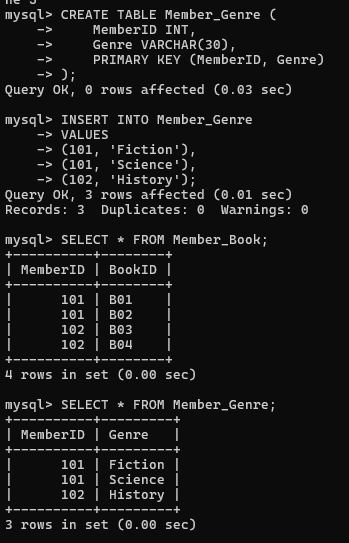 mysql> CREATE TABLE Member_Genre (
    ->     MemberID INT,
    ->     Genre VARCHAR(30),
    ->     PRIMARY KEY (MemberID, Genre)
    -> );
Query OK, 0 rows affected (0.03 sec)

mysql> INSERT INTO Member_Genre
    -> VALUES
    -> (101, 'Fiction'),
    -> (101, 'Science'),
    -> (102, 'History');
Query OK, 3 rows affected (0.01 sec)
Records: 3  Duplicates: 0  Warnings: 0

mysql> SELECT * FROM Member_Book;
+----------+--------+
| MemberID | BookID |
+----------+--------+
|      101 | B01    |
|      101 | B02    |
|      102 | B03    |
|      102 | B04    |
+----------+--------+
4 rows in set (0.00 sec)

mysql> SELECT * FROM Member_Genre;
+----------+---------+
| MemberID | Genre   |
+----------+---------+
|      101 | Fiction |
|      101 | Science |
|      102 | History |
+----------+---------+
3 rows in set (0.00 sec)